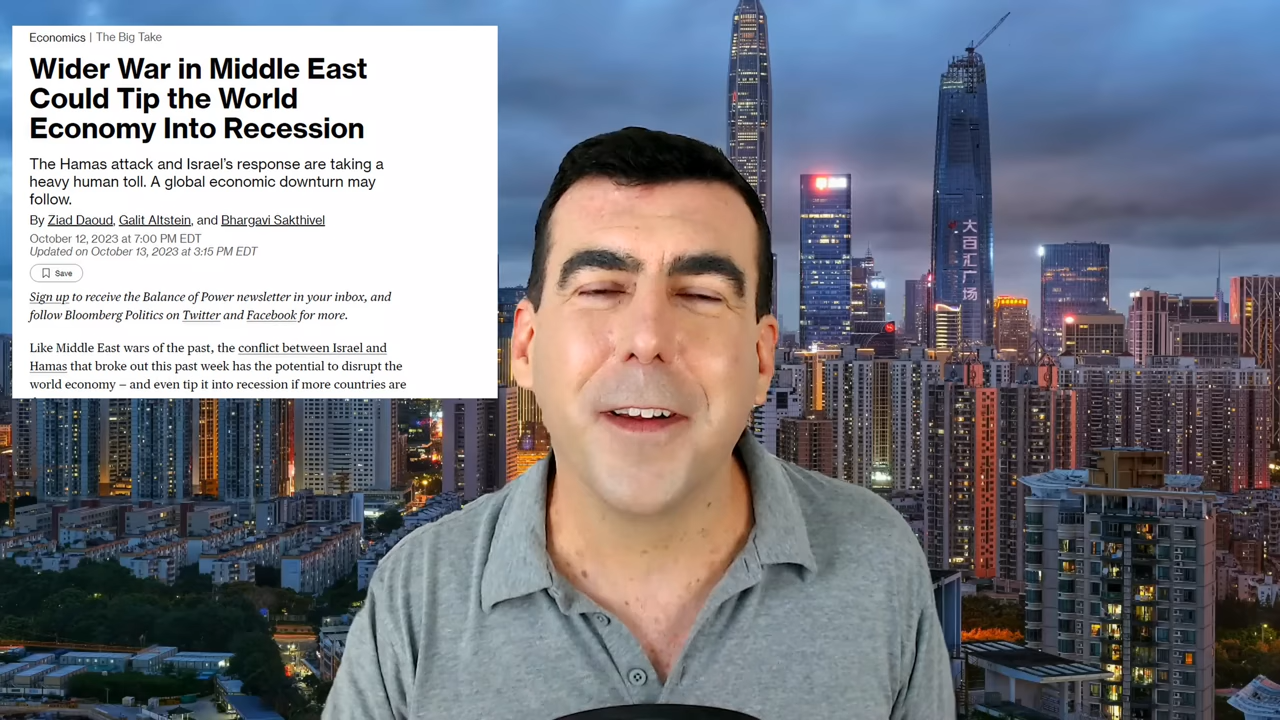 Economics | The Big Take
Wider War in Middle East
Could Tip the World
Economy Into Recession
The Hamas attack and Israel's response are taking a
heavy human toll. A global economic downturn may
follow.
By Ziad Daoud, Galit Altstein, and Bhargavi Sakthivel
October 12, 2023 at 7:00 PM EDT
Updated on October 13, 2023 at 3:15 PM EDT
Save
Sign up to receive the Balance of Power newsletter in your inbox, and
follow Bloomberg Politics on Twitter and Facebook for more.
Like Middle East wars of the past, the conflict between Israel and
Hamas that broke out this past week has the potential to disrupt the
world economy – and even tip it into recession if more countries are
大百汇广场